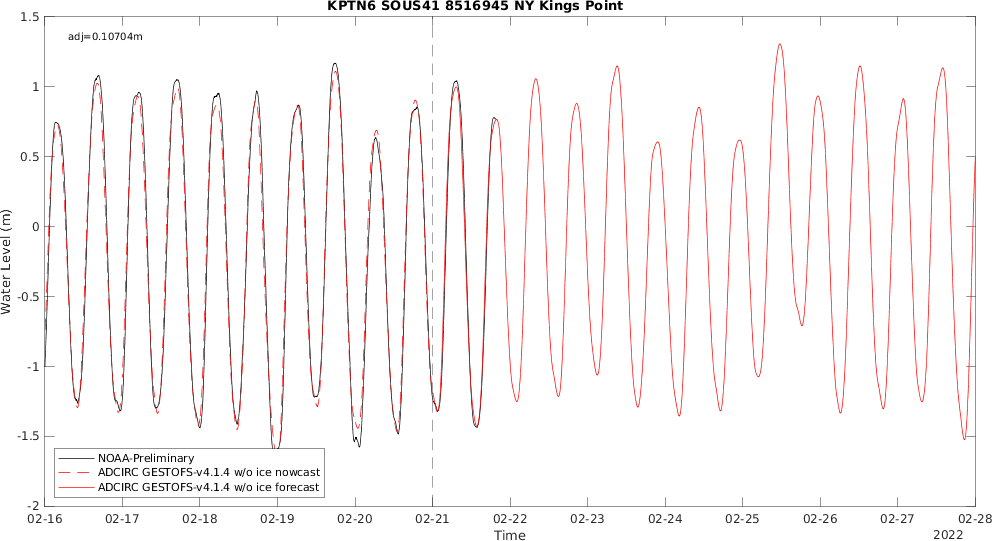 KPTN6 SOUS41 8516945 NY Kings Point
adj=0.10704m
Water Level (m)
1.5
1
0.5
0
-0.5
-1
-1.5
-2
NOAA-Preliminary
ADCIRC GESTOFS-v4.1.4 w/o ice nowcast
ADCIRC GESTOFS-v4.1.4 w/o ice forecast
02-16 02-17 02-18 02-19 02-20 02-21 02-22 02-23 02-24 02-25 02-26 02-27 02-28
Time
2022